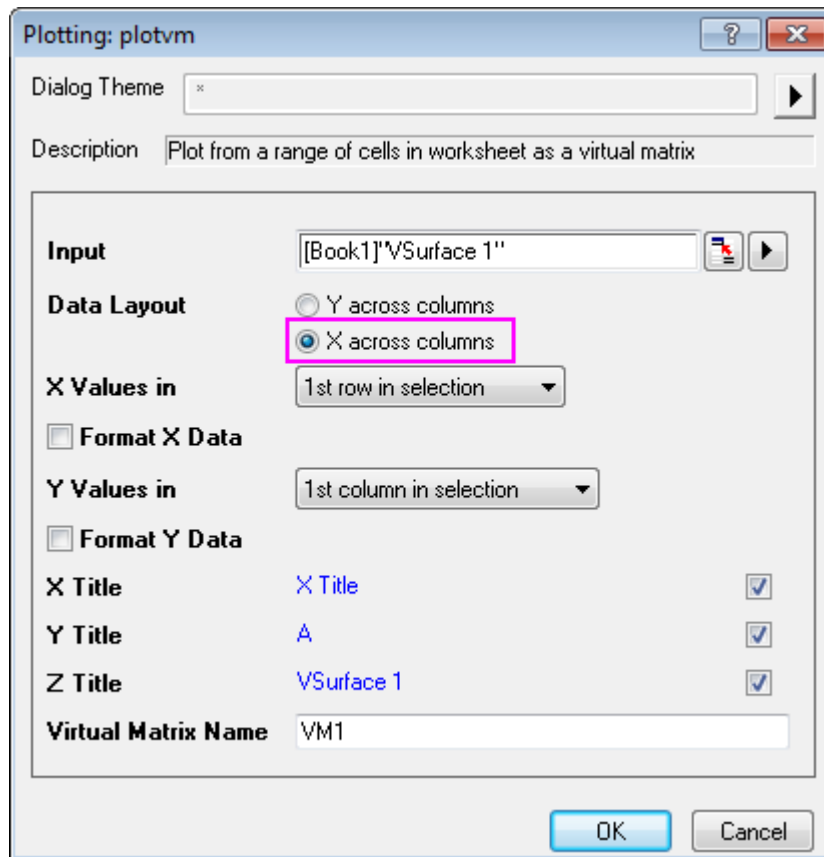 Plotting: plotvm
Dialog Theme *
Description Plot from a range of cells in worksheet as a virtual matrix
Input [Book1]"VSurface 1"
Data Layout Y across columns
X across columns
X Values in 1st row in selection
Format X Data
Y Values in 1st column in selection
Format Y Data
X Title X Title
Y Title A
Z Title VSurface 1
Virtual Matrix Name VM1
OK Cancel